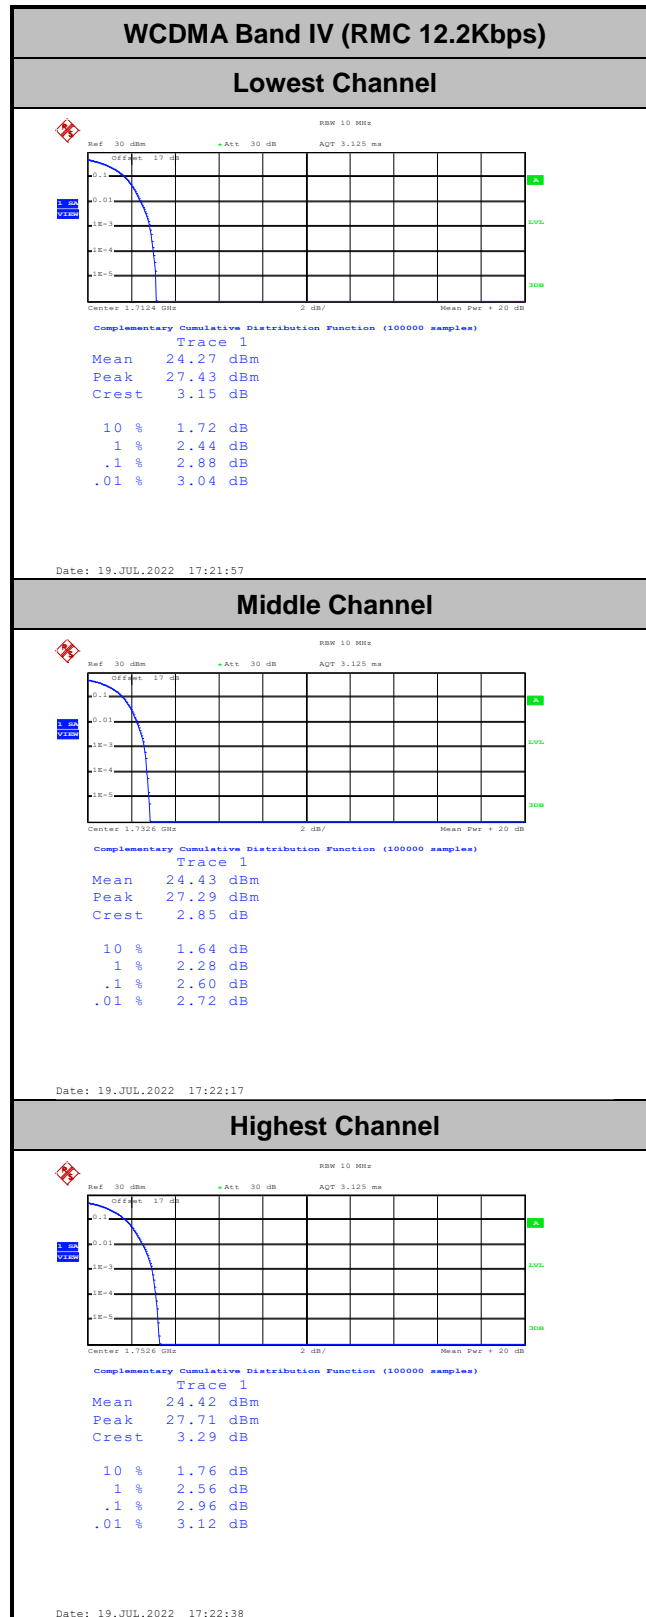 WCDMA Band IV (RMC 12.2Kbps)
Lowest Channel
RBW 10 MHz
Ref 30 dBm *Att 30 dB AQT 3.125 ms
Offset 17 dB
0.1
A
0.01
1 SA
VIEW
1E-3
LVL
1E-4
1E-5
3DB
Center 1.7124 GHz 2 dB/ Mean Pwr + 20 dB
Complementary Cumulative Distribution Function (100000 samples)
Trace 1
Mean 24.27 dBm
Peak 27.43 dBm
Crest 3.15 dB
10 % 1.72 dB
1 % 2.44 dB
.1 % 2.88 dB
.01 % 3.04 dB
Date: 19.JUL.2022 17:21:57
Middle Channel
RBW 10 MHz
Ref 30 dBm *Att 30 dB AQT 3.125 ms
Offset 17 dB
0.1
A
0.01
1 SA
VIEW
1E-3
LVL
1E-4
1E-5
3DB
Center 1.7326 GHz 2 dB/ Mean Pwr + 20 dB
Complementary Cumulative Distribution Function (100000 samples)
Trace 1
Mean 24.43 dBm
Peak 27.29 dBm
Crest 2.85 dB
10 % 1.64 dB
1 % 2.28 dB
.1 % 2.60 dB
.01 % 2.72 dB
Date: 19.JUL.2022 17:22:17
Highest Channel
RBW 10 MHz
Ref 30 dBm *Att 30 dB AQT 3.125 ms
Offset 17 dB
0.1
A
0.01
1 SA
VIEW
1E-3
LVL
1E-4
1E-5
3DB
Center 1.7526 GHz 2 dB/ Mean Pwr + 20 dB
Complementary Cumulative Distribution Function (100000 samples)
Trace 1
Mean 24.42 dBm
Peak 27.71 dBm
Crest 3.29 dB
10 % 1.76 dB
1 % 2.56 dB
.1 % 2.96 dB
.01 % 3.12 dB
Date: 19.JUL.2022 17:22:38